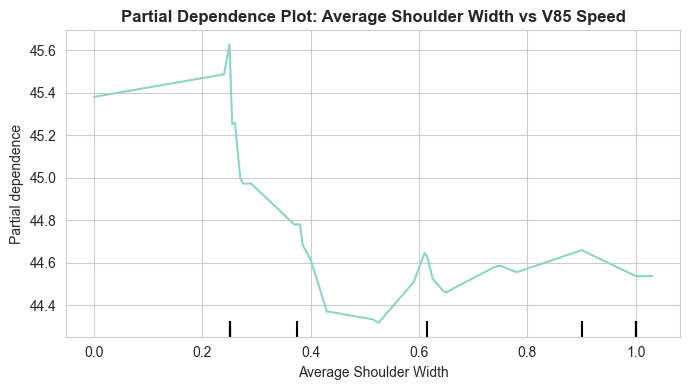 Partial Dependence Plot: Average Shoulder Width vs V85 Speed
45.6
45.4
45.2
45.0
44.8
44.6
44.4
Partial dependence
0.0 0.2 0.4 0.6 0.8 1.0
Average Shoulder Width